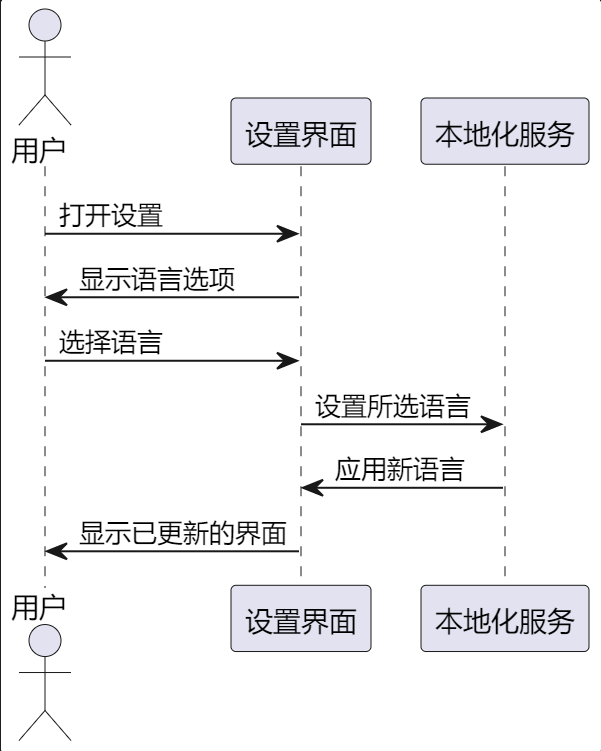 用户
设置界面
本地化服务
打开设置
显示语言选项
选择语言
设置所选语言
应用新语言
显示已更新的界面
用户
设置界面
本地化服务